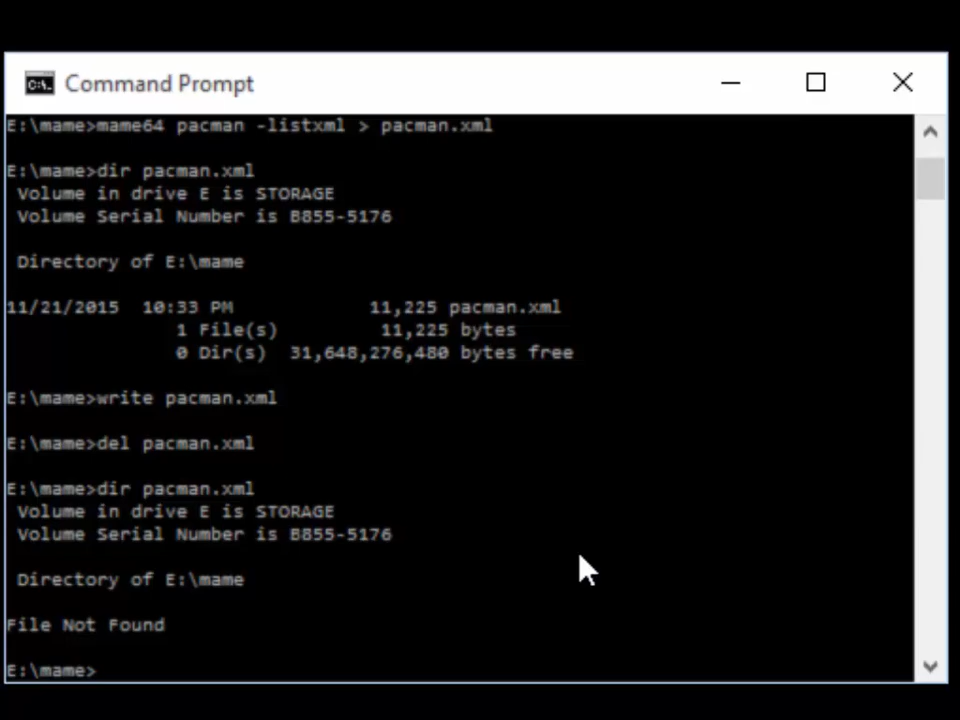 Command Prompt
E:\mame>mame64 pacman -listxml > pacman.xml
E:\mame>dir pacman.xml
Volume in drive E is STORAGE
Volume Serial Number is B855-5176
Directory of E:\mame
11/21/2015  10:33 PM            11,225 pacman.xml
1 File(s)         11,225 bytes
0 Dir(s)  31,648,276,480 bytes free
E:\mame>write pacman.xml
E:\mame>del pacman.xml
E:\mame>dir pacman.xml
Volume in drive E is STORAGE
Volume Serial Number is B855-5176
Directory of E:\mame
File Not Found
E:\mame>